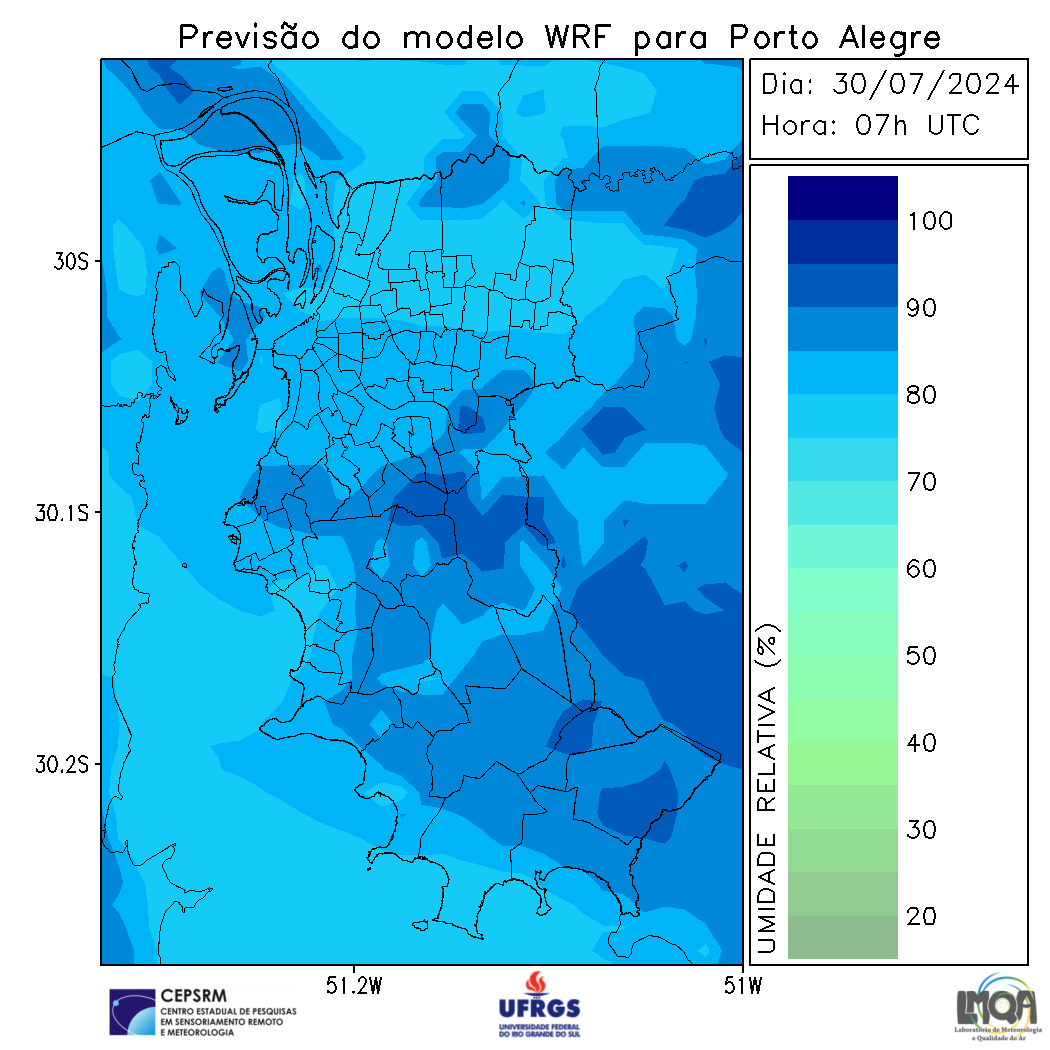 Previsão do modelo WRF para Porto Alegre
Dia: 30/07/2024
Hora: 07h UTC
30S
30.1S
30.2S
51.2W
51W
100
90
80
70
60
50
40
30
20
UMIDADE RELATIVA (%)
CEPSRM
CENTRO ESTADUAL DE PESQUISAS
EM SENSORIAMENTO REMOTO
E METEOROLOGIA
UFRGS
UNIVERSIDADE FEDERAL
DO RIO GRANDE DO SUL
LMQA
Laboratório de Meteorologia
e Qualidade do Ar